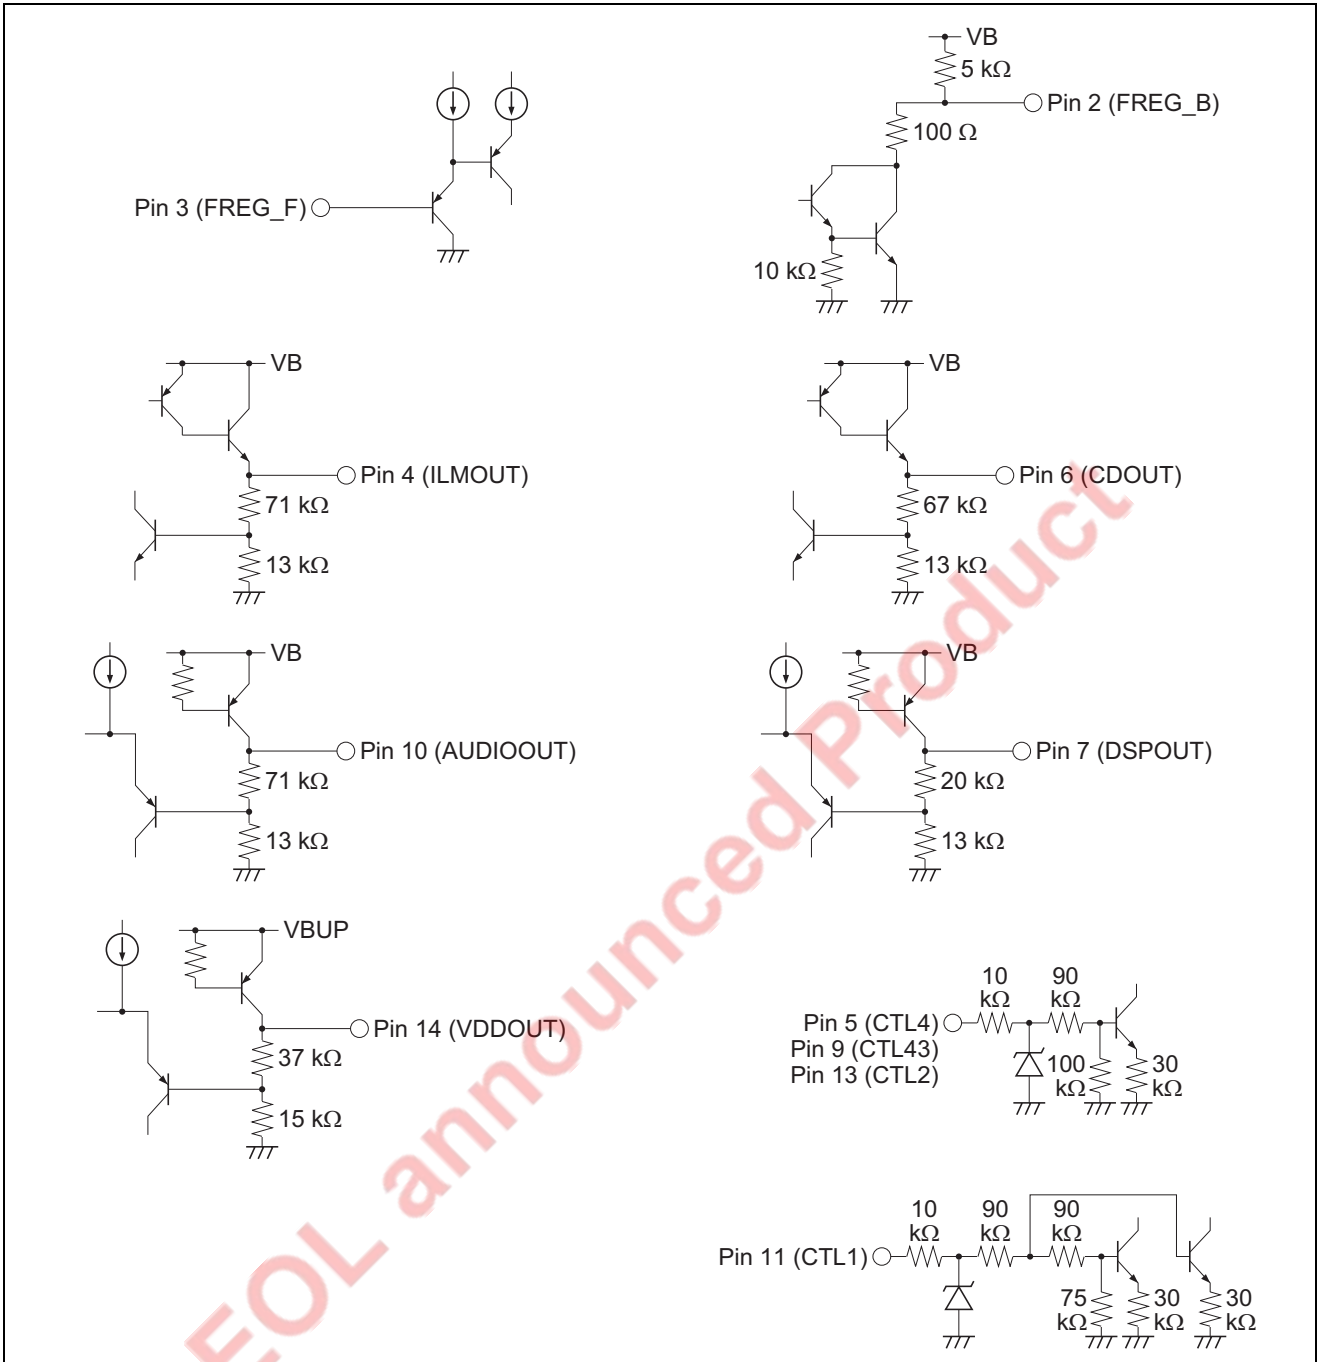 VB
5 kΩ
Pin 2 (FREG_B)
100 Ω
10 kΩ
Pin 3 (FREG_F)
VB
Pin 4 (ILMOUT)
71 kΩ
13 kΩ
VB
Pin 6 (CDOUT)
67 kΩ
13 kΩ
VB
Pin 10 (AUDIOOUT)
71 kΩ
13 kΩ
VB
Pin 7 (DSPOUT)
20 kΩ
13 kΩ
VBUP
Pin 14 (VDDOUT)
37 kΩ
15 kΩ
10 kΩ
90 kΩ
Pin 5 (CTL4)
Pin 9 (CTL43)
Pin 13 (CTL2)
100 kΩ
30 kΩ
10 kΩ
90 kΩ
90 kΩ
Pin 11 (CTL1)
75 kΩ
30 kΩ
30 kΩ
EOL announced Product